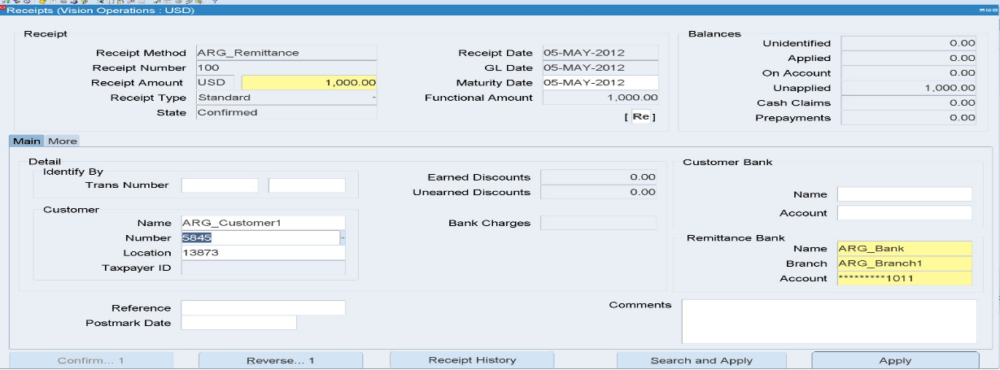 Receipts (Vision Operations : USD)
Receipt
Receipt Method ARG_Remittance
Receipt Number 100
Receipt Amount USD 1,000.00
Receipt Type Standard
State Confirmed
Receipt Date 05-MAY-2012
GL Date 05-MAY-2012
Maturity Date 05-MAY-2012
Functional Amount 1,000.00
[ Re ]
Balances
Unidentified 0.00
Applied 0.00
On Account 0.00
Unapplied 1,000.00
Cash Claims 0.00
Prepayments 0.00
Main More
Detail
Identify By
Trans Number
Customer
Name ARG_Customer1
Number 5845
Location 13873
Taxpayer ID
Reference
Postmark Date
Earned Discounts 0.00
Unearned Discounts 0.00
Bank Charges
Customer Bank
Name
Account
Remittance Bank
Name ARG_Bank
Branch ARG_Branch1
Account *********1011
Comments
Confirm... 1 Reverse... 1 Receipt History Search and Apply Apply